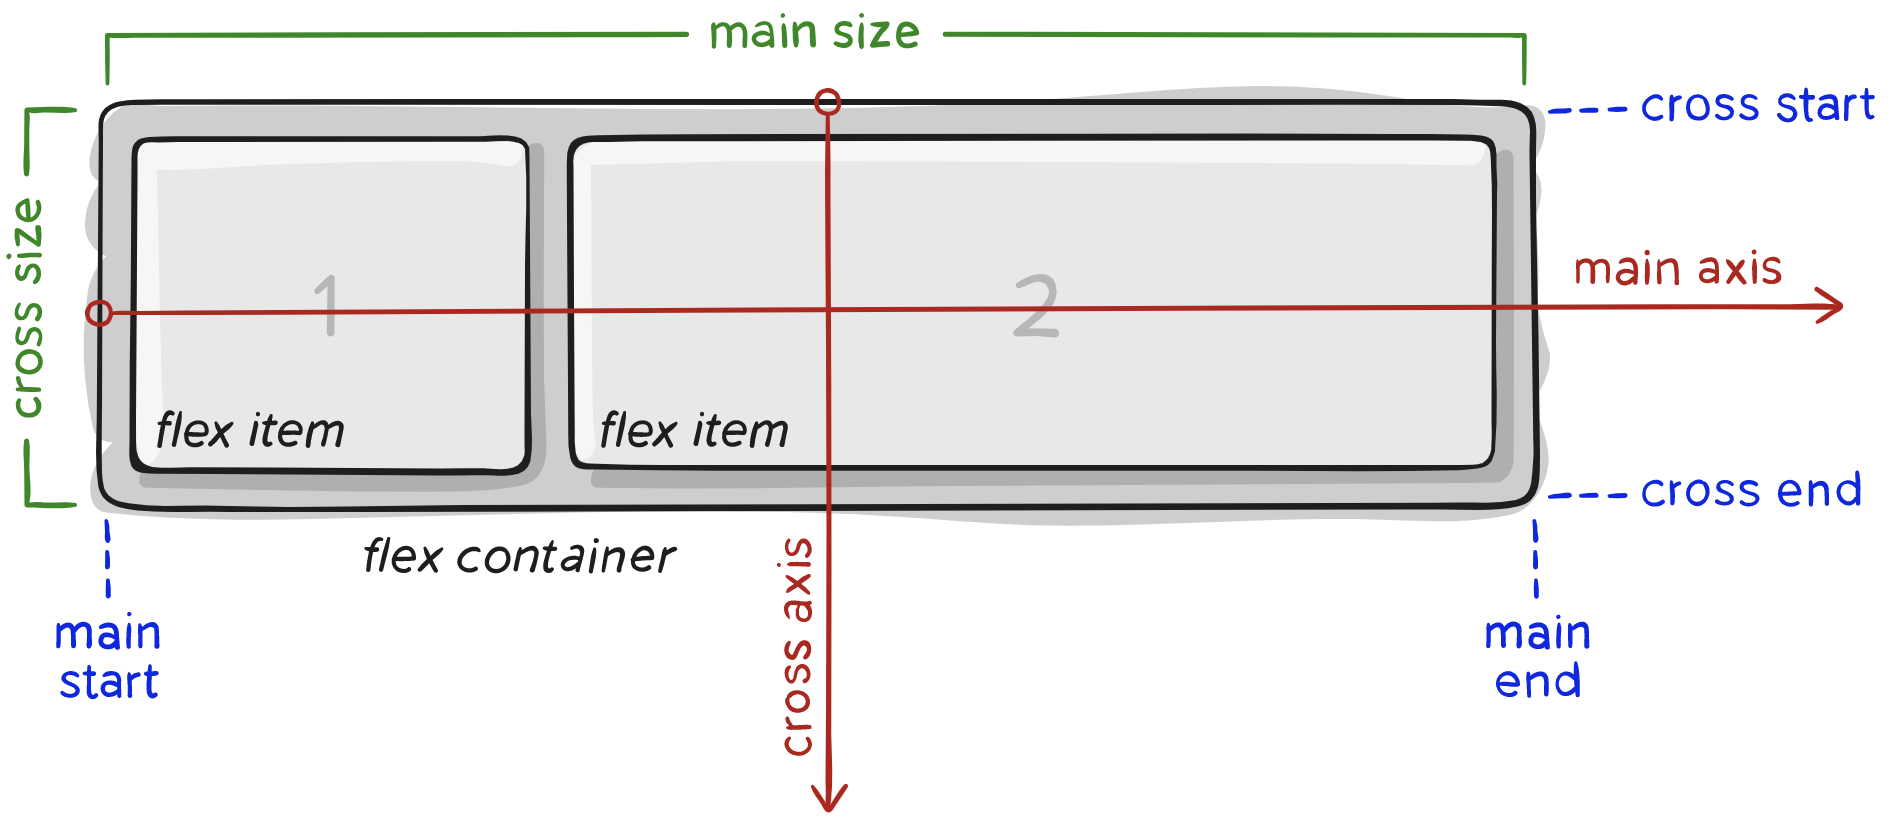 main size
cross start
cross size
1
2
main axis
flex item
flex item
cross end
flex container
cross axis
main
start
main
end